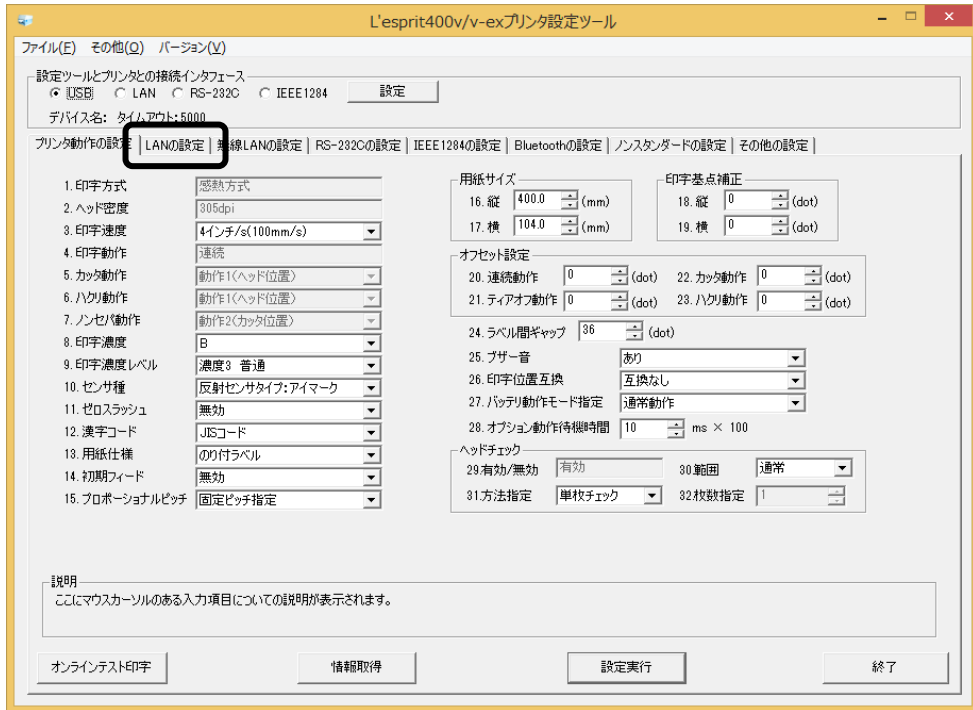 L'esprit400v/v-exプリンタ設定ツール
ファイル(F) その他(O) バージョン(V)
設定ツールとプリンタとの接続インタフェース
USB LAN RS-232C IEEE1284 設定
デバイス名: タイムアウト:5000
プリンタ動作の設定 LANの設定 無線LANの設定 RS-232Cの設定 IEEE1284の設定 Bluetoothの設定 ノンスタンダードの設定 その他の設定
1.印字方式 感熱方式
2.ヘッド密度 305dpi
3.印字速度 4インチ/s(100mm/s)
4.印字動作 連続
5.カッタ動作 動作1(ヘッド位置)
6.ハクリ動作 動作1(ヘッド位置)
7.ノンセパ動作 動作2(カッタ位置)
8.印字濃度 B
9.印字濃度レベル 濃度3 普通
10.センサ種 反射センサタイプ:アイマーク
11.ゼロスラッシュ 無効
12.漢字コード JISコード
13.用紙仕様 のり付ラベル
14.初期フィード 無効
15.プロポーショナルピッチ 固定ピッチ指定
用紙サイズ
16.縦 400.0 (mm)
17.横 104.0 (mm)
印字基点補正
18.縦 0 (dot)
19.横 0 (dot)
オフセット設定
20.連続動作 0 (dot) 22.カッタ動作 0 (dot)
21.ティアオフ動作 0 (dot) 23.ハクリ動作 0 (dot)
24.ラベル間ギャップ 36 (dot)
25.ブザー音 あり
26.印字位置互換 互換なし
27.バッテリ動作モード指定 通常動作
28.オプション動作待機時間 10 ms × 100
ヘッドチェック
29.有効/無効 有効 30.範囲 通常
31.方法指定 単枚チェック 32.枚数指定 1
説明
ここにマウスカーソルのある入力項目についての説明が表示されます。
オンラインテスト印字 情報取得 設定実行 終了